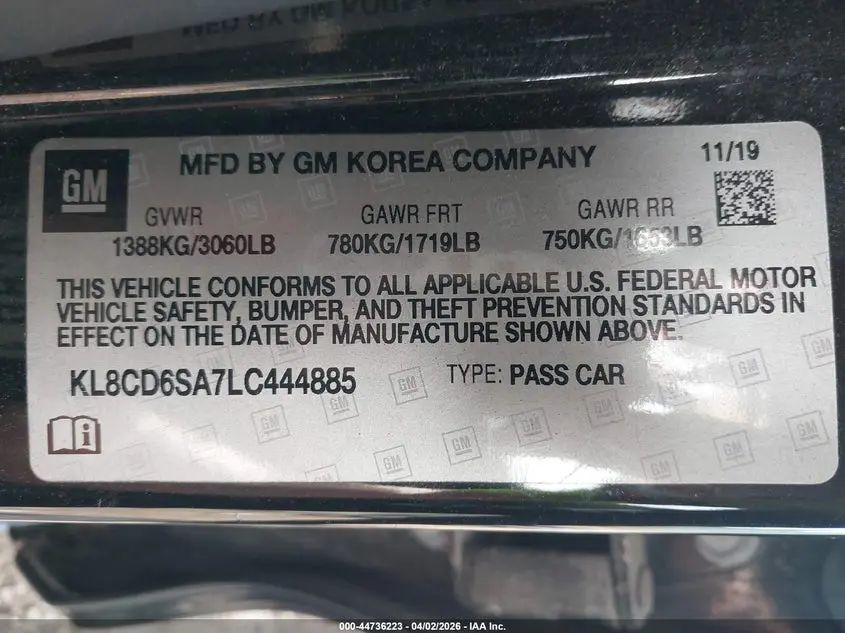 MFD BY GM KOREA COMPANY 11/19
GM
GVWR GAWR FRT GAWR RR
1388KG/3060LB 780KG/1719LB 750KG/1653LB
THIS VEHICLE CONFORMS TO ALL APPLICABLE U.S. FEDERAL MOTOR
VEHICLE SAFETY, BUMPER, AND THEFT PREVENTION STANDARDS IN
EFFECT ON THE DATE OF MANUFACTURE SHOWN ABOVE.
KL8CD6SA7LC444885 TYPE: PASS CAR
000-44736223 | 04/02/2026 | IAA Inc.